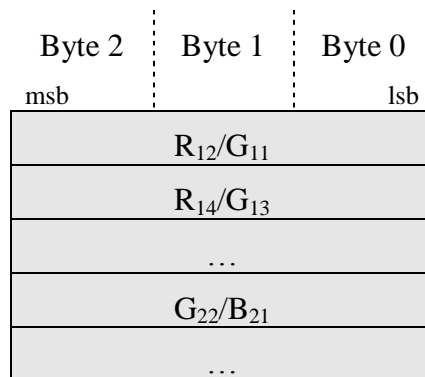 Byte 2 Byte 1 Byte 0
msb lsb
R₁₂/G₁₁
R₁₄/G₁₃
…
G₂₂/B₂₁
…